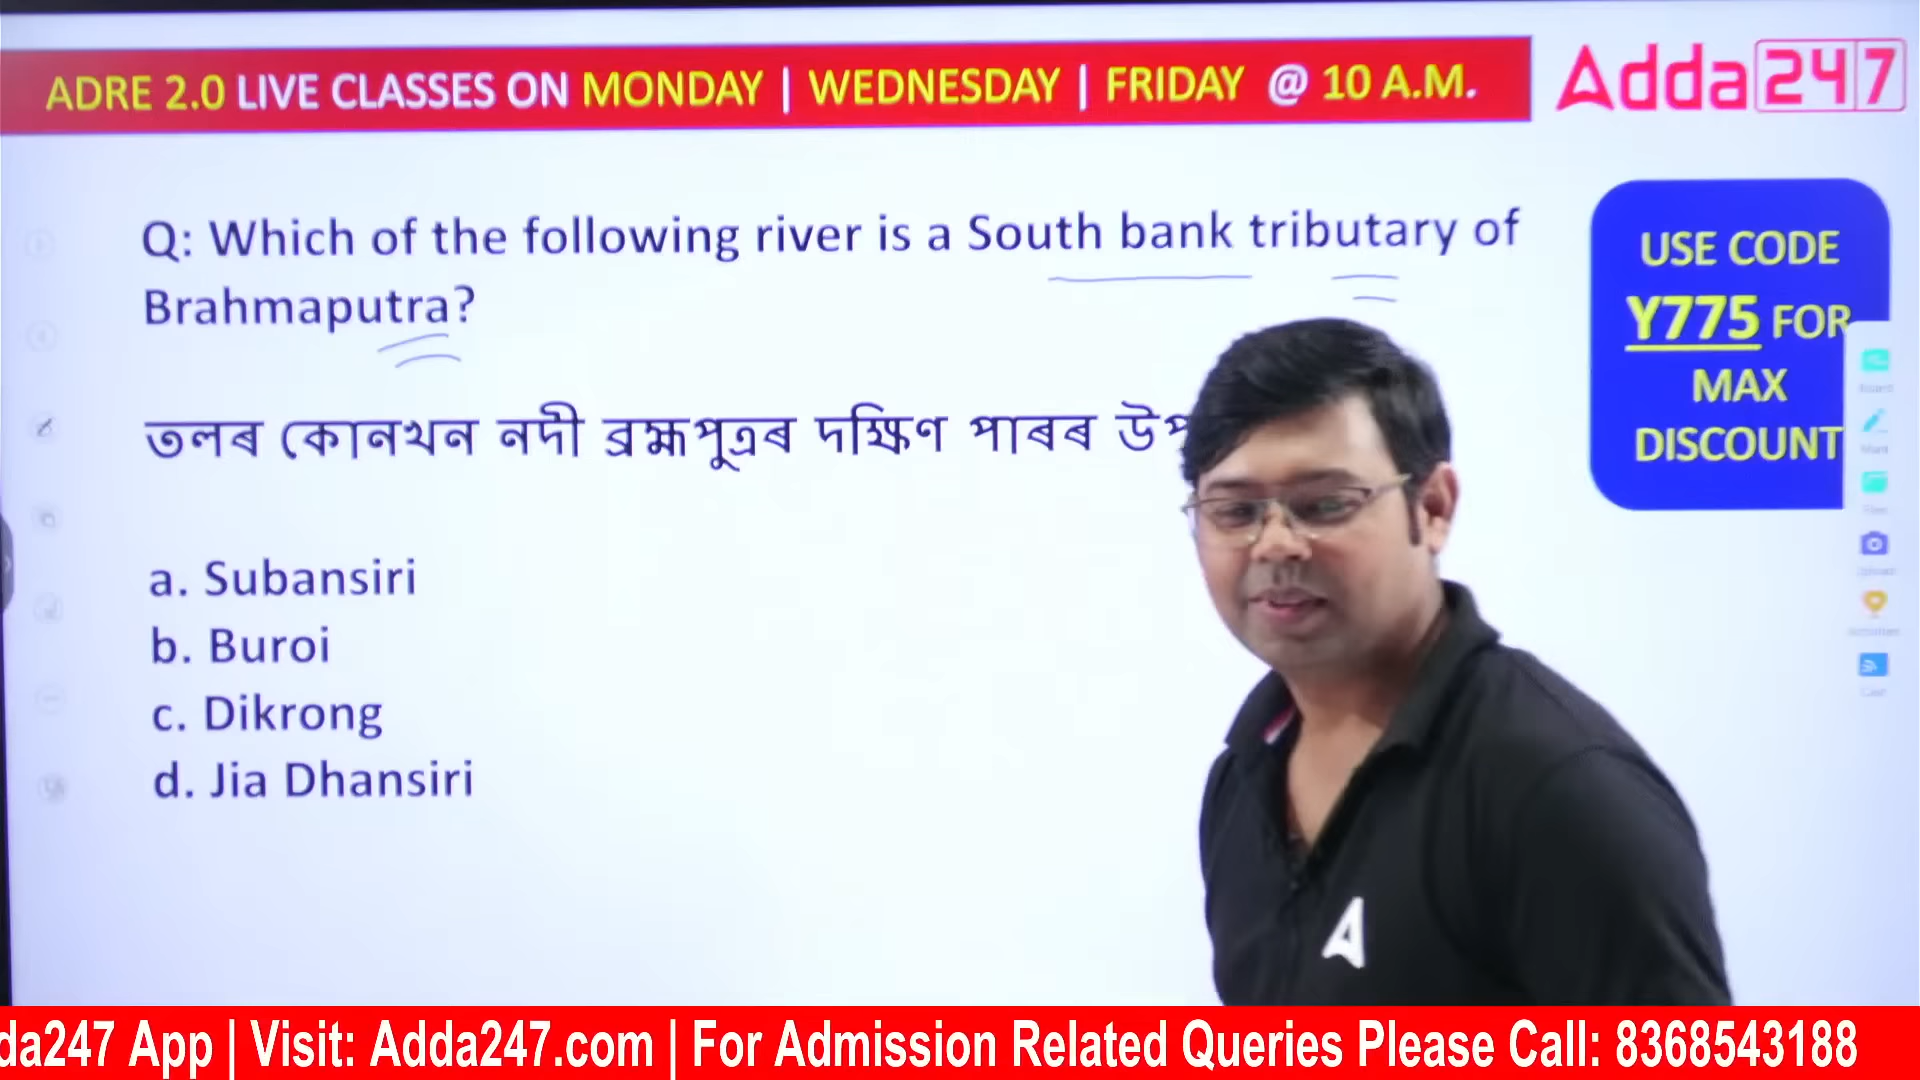 ADRE 2.0 LIVE CLASSES ON MONDAY | WEDNESDAY | FRIDAY @ 10 A.M.
Adda247
Q: Which of the following river is a South bank tributary of
Brahmaputra?
তলৰ কোনখন নদী ব্ৰহ্মপুত্ৰৰ দক্ষিণ পাৰৰ
a. Subansiri
b. Buroi
c. Dikrong
d. Jia Dhansiri
USE CODE
Y775 FOR
MAX
DISCOUNT
da247 App | Visit: Adda247.com | For Admission Related Queries Please Call: 8368543188